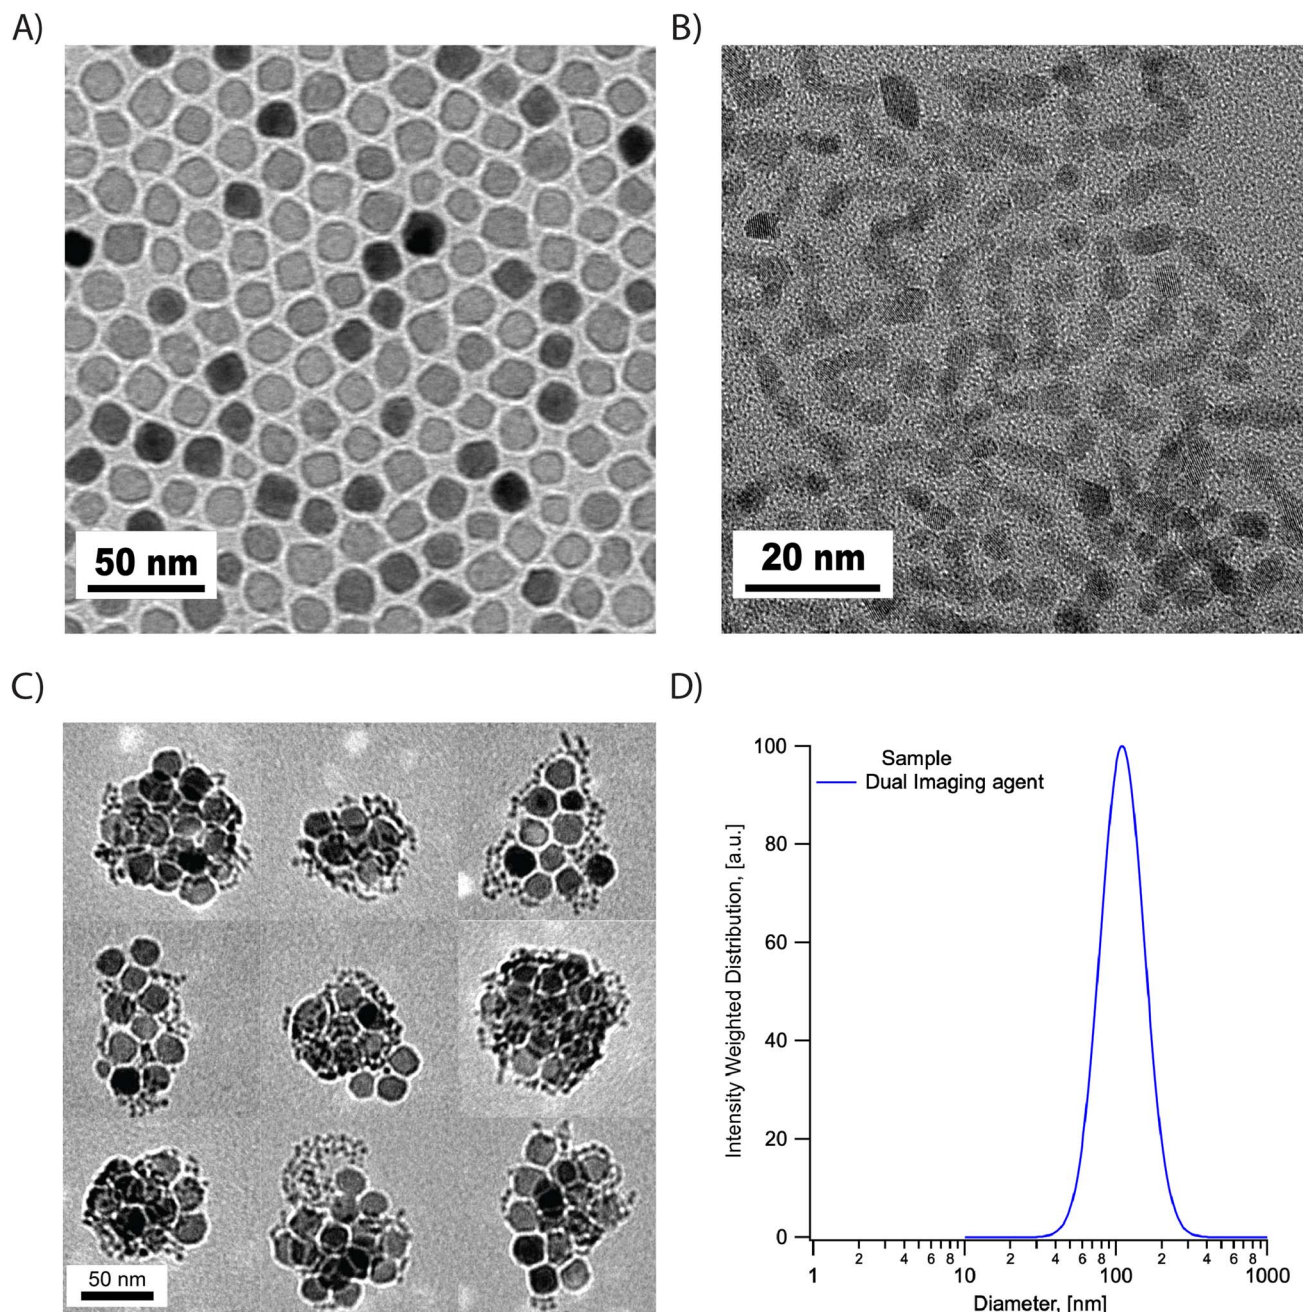 A)
B)
50 nm
20 nm
C)
D)
50 nm
Sample
Dual Imaging agent
Intensity Weighted Distribution, [a.u.]
100
80
60
40
20
0
1 2 4 6 8 10 2 4 6 8 100 2 4 6 8 1000
Diameter, [nm]